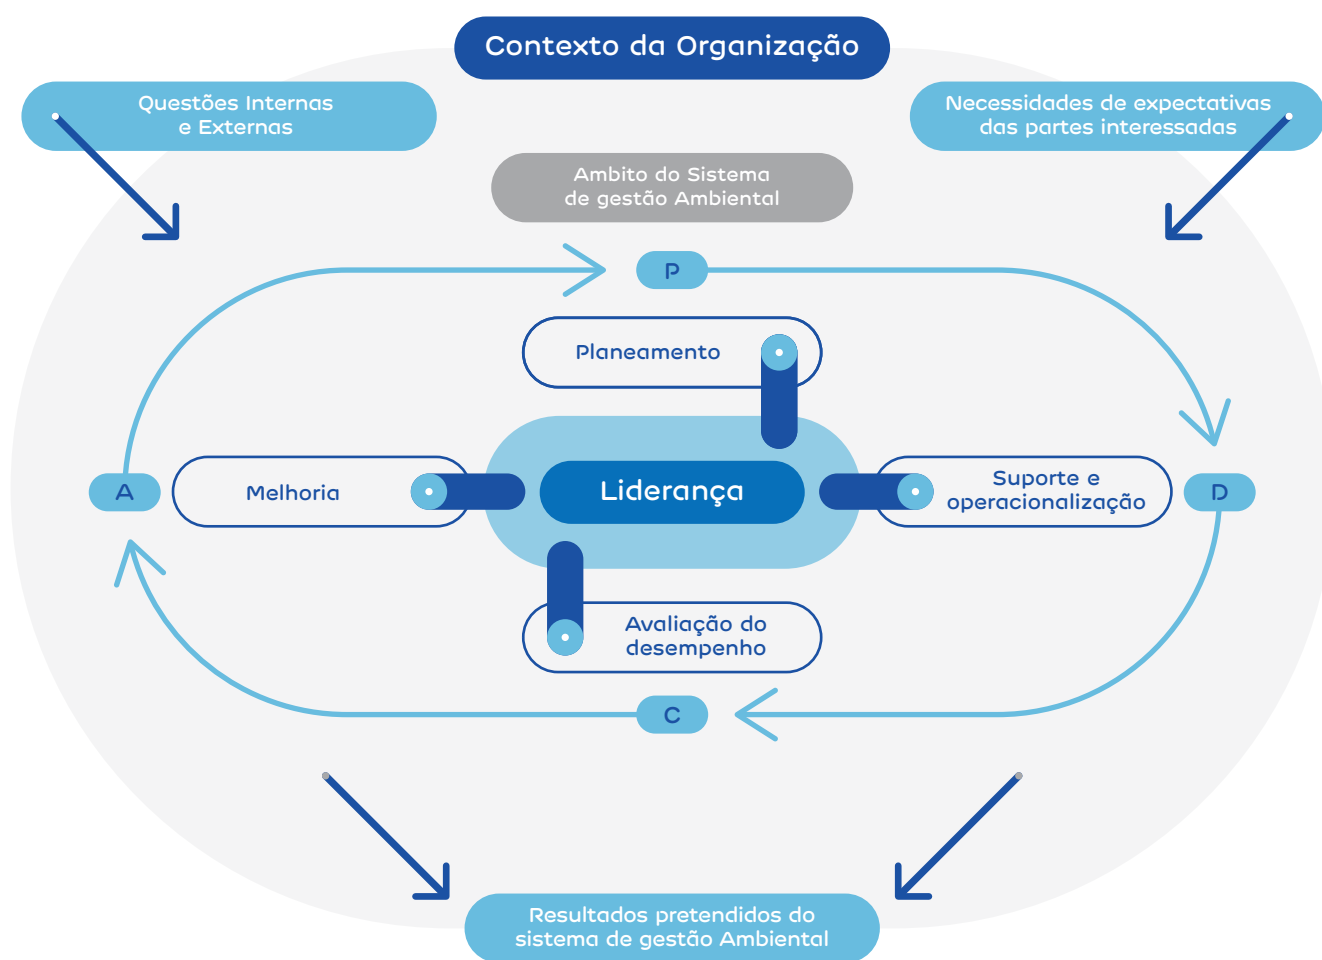 Contexto da Organização
Questões Internas
e Externas
Necessidades de expectativas
das partes interessadas
Ambito do Sistema
de gestão Ambiental
P
Planeamento
A
Melhoria
Liderança
Suporte e
operacionalização
D
Avaliação do
desempenho
C
Resultados pretendidos do
sistema de gestão Ambiental